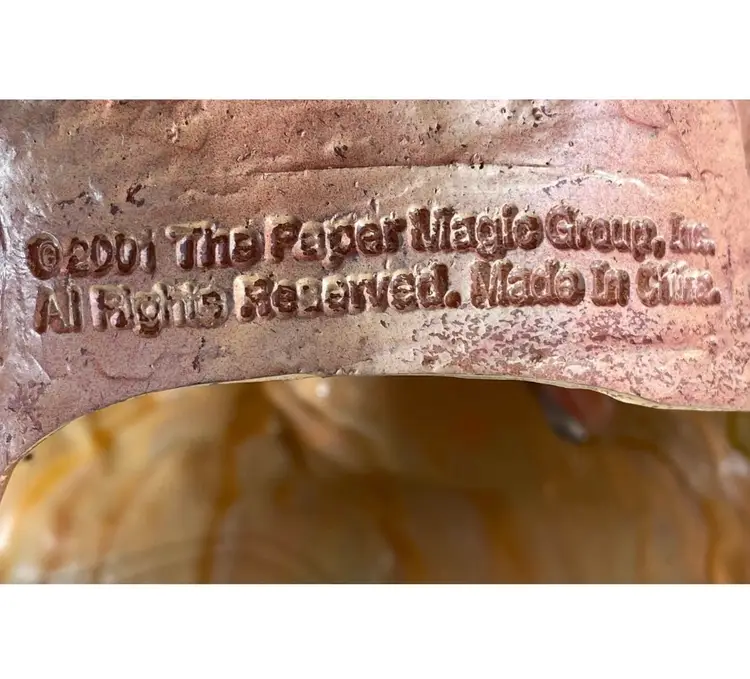 ©2001 The Paper Magic Group, Inc.
All Rights Reserved. Made In China.